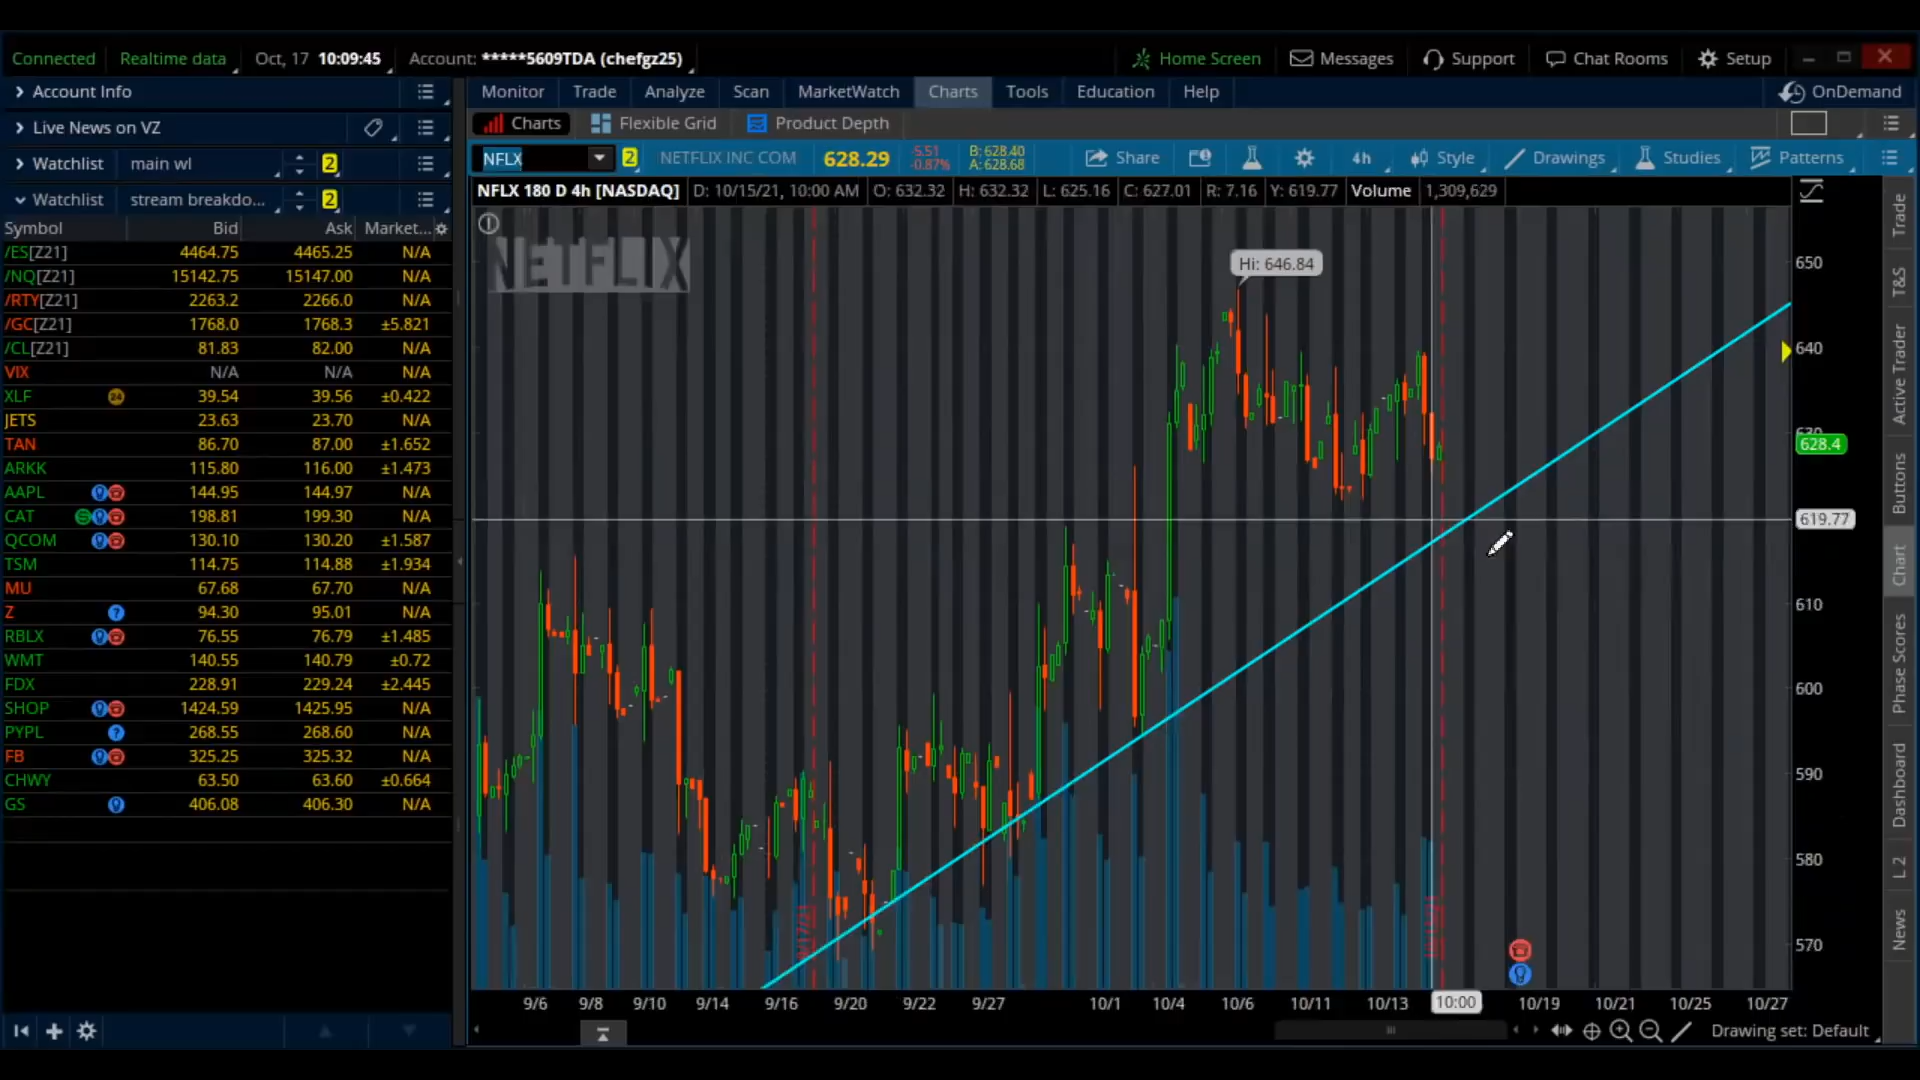 Connected Realtime data Oct, 17 10:09:45 Account: *****5609TDA (chefgz25) Home Screen Messages Support Chat Rooms Setup
Account Info Monitor Trade Analyze Scan MarketWatch Charts Tools Education Help OnDemand
Live News on VZ Charts Flexible Grid Product Depth
Watchlist main wl 2 NFLX 2 NETFLIX INC COM 628.29 -5.51 -0.87% B: 628.40 A: 628.68 Share 4h Style Drawings Studies Patterns
Watchlist stream breakdo... 2 NFLX 180 D 4h [NASDAQ] D: 10/15/21, 10:00 AM O: 632.32 H: 632.32 L: 625.16 C: 627.01 R: 7.16 Y: 619.77 Volume 1,309,629
Symbol Bid Ask Market...
/ES[Z21] 4464.75 4465.25 N/A
/NQ[Z21] 15142.75 15147.00 N/A
/RTY[Z21] 2263.2 2266.0 N/A
/GC[Z21] 1768.0 1768.3 ±5.821
/CL[Z21] 81.83 82.00 N/A
VIX N/A N/A N/A
XLF 24 39.54 39.56 ±0.422
JETS 23.63 23.70 N/A
TAN 86.70 87.00 ±1.652
ARKK 115.80 116.00 ±1.473
AAPL 144.95 144.97 N/A
CAT 198.81 199.30 N/A
QCOM 130.10 130.20 ±1.587
TSM 114.75 114.88 ±1.934
MU 67.68 67.70 N/A
Z ? 94.30 95.01 N/A
RBLX 76.55 76.79 ±1.485
WMT 140.55 140.79 ±0.72
FDX 228.91 229.24 ±2.445
SHOP 1424.59 1425.95 N/A
PYPL ? 268.55 268.60 N/A
FB 325.25 325.32 N/A
CHWY 63.50 63.60 ±0.664
GS 406.08 406.30 N/A
NETFLIX
Hi: 646.84
650
640
630
628.4
619.77
610
600
590
580
570
9/6 9/8 9/10 9/14 9/16 9/20 9/22 9/27 10/1 10/4 10/6 10/11 10/13 10:00 10/19 10/21 10/25 10/27
Drawing set: Default
Trade
T&S
Active Trader
Buttons
Chart
Phase Scores
Dashboard
L 2
News